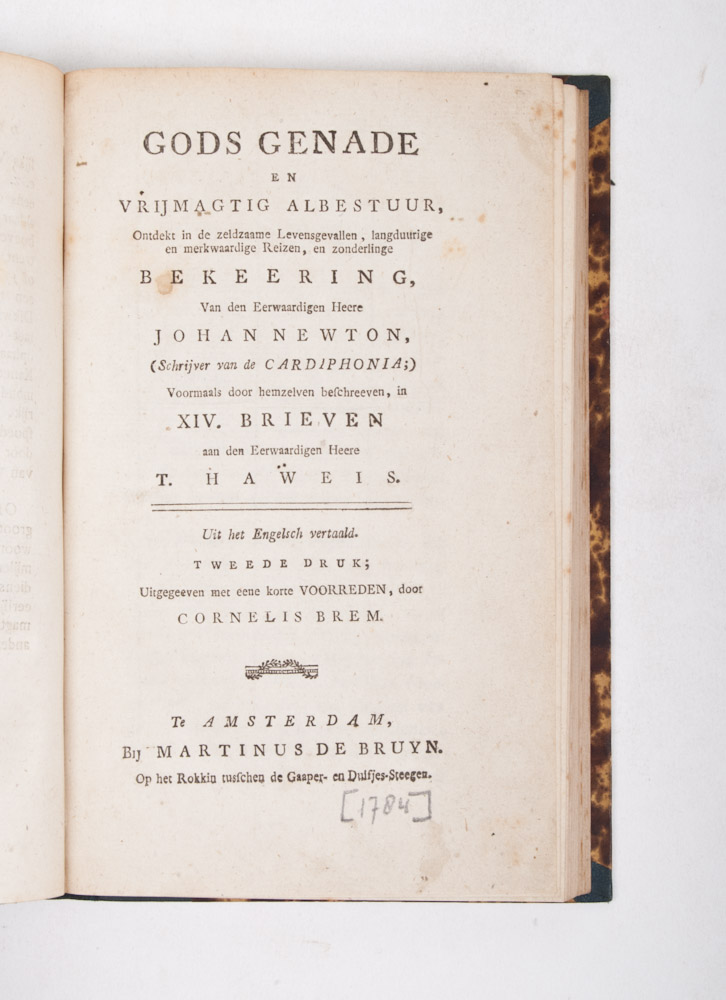 GODS GENADE
EN
VRIJMAGTIG ALBESTUUR,
Ontdekt in de zeldzaame Levensgevallen, langduurige
en merkwaardige Reizen, en zonderlinge
BEKEERING,
Van den Eerwaardigen Heere
JOHAN NEWTON,
(Schrijver van de CARDIPHONIA;)
Voormaals door hemzelven beſchreeven, in
XIV. BRIEVEN
aan den Eerwaardigen Heere
T. HAWEIS.
Uit het Engelsch vertaald.
TWEEDE DRUK;
Uitgegeeven met eene korte VOORREDEN, door
CORNELIS BREM.
Te AMSTERDAM,
Bij MARTINUS DE BRUYN.
Op het Rokkin tusſchen de Gaaper- en Duifjes-Steegen.
[1784]